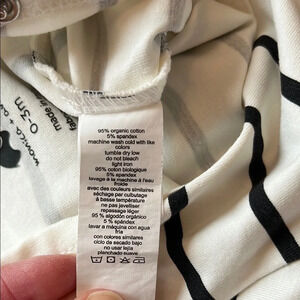 0-3m
made in
95% organic cotton
5% spandex
machine wash cold with like
colors
tumble dry low
do not bleach
light iron
95% coton biologique
5% spandex
lavage à la machine à l'eau
froide
avec des couleurs similaires
séchage par culbutage
à basse température
ne pas javelliser
repassage léger
95% algodón orgánico
5% spandex
lavar a máquina con agua
fria
con colores similares
ciclo de secado bajo
no usar lejía
planchado suave